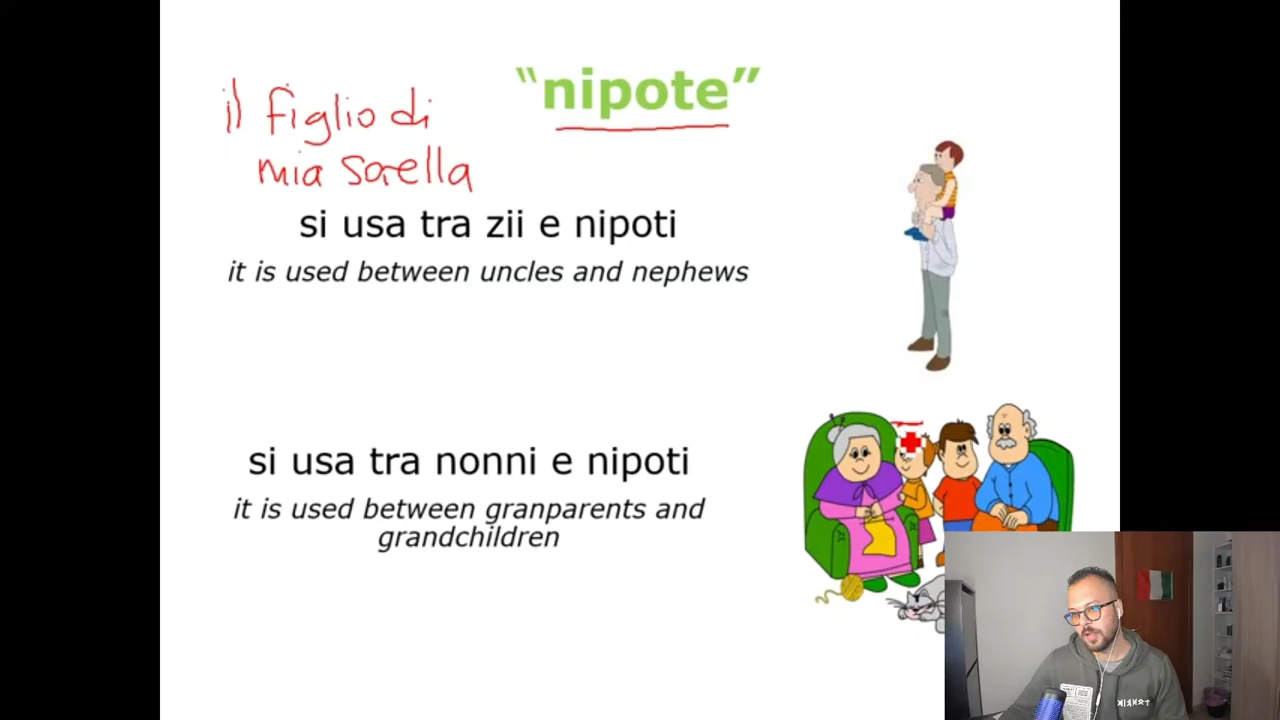 “nipote”
il figlio di
mia sorella
si usa tra zii e nipoti
it is used between uncles and nephews
si usa tra nonni e nipoti
it is used between granparents and
grandchildren